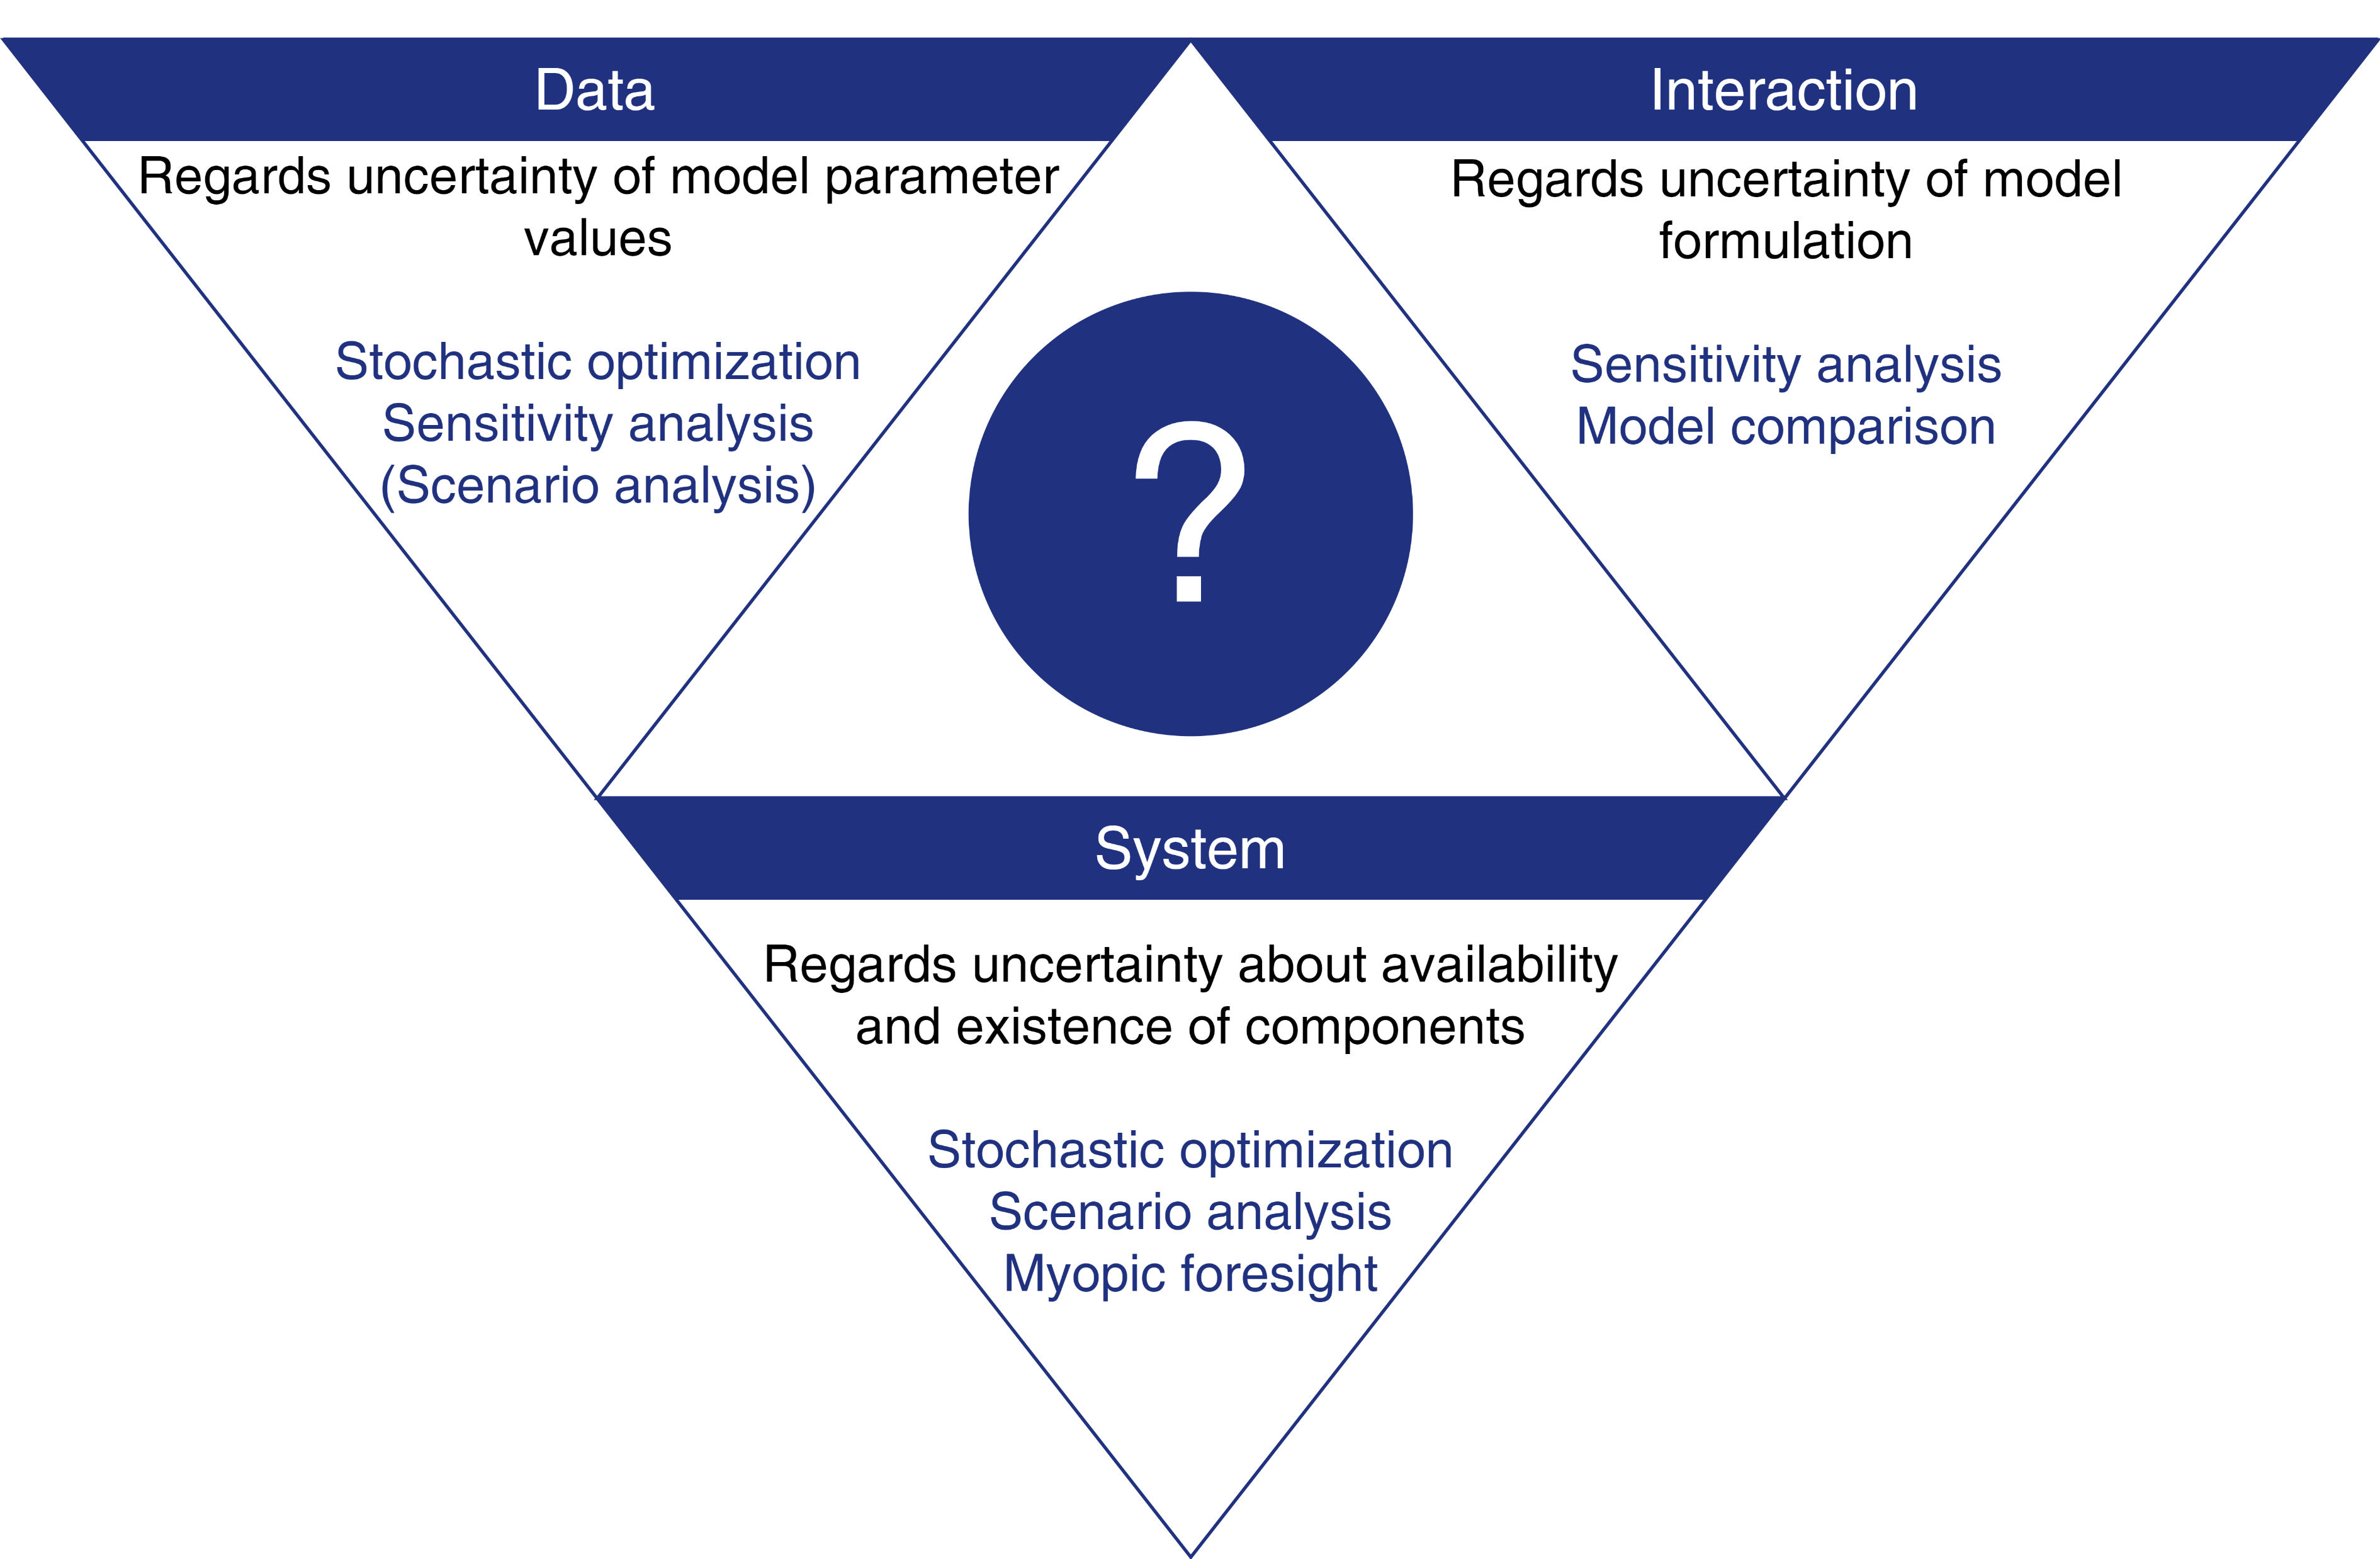 Data
Regards uncertainty of model parameter
values
Stochastic optimization
Sensitivity analysis
(Scenario analysis)
Interaction
Regards uncertainty of model
formulation
Sensitivity analysis
Model comparison
?
System
Regards uncertainty about availability
and existence of components
Stochastic optimization
Scenario analysis
Myopic foresight